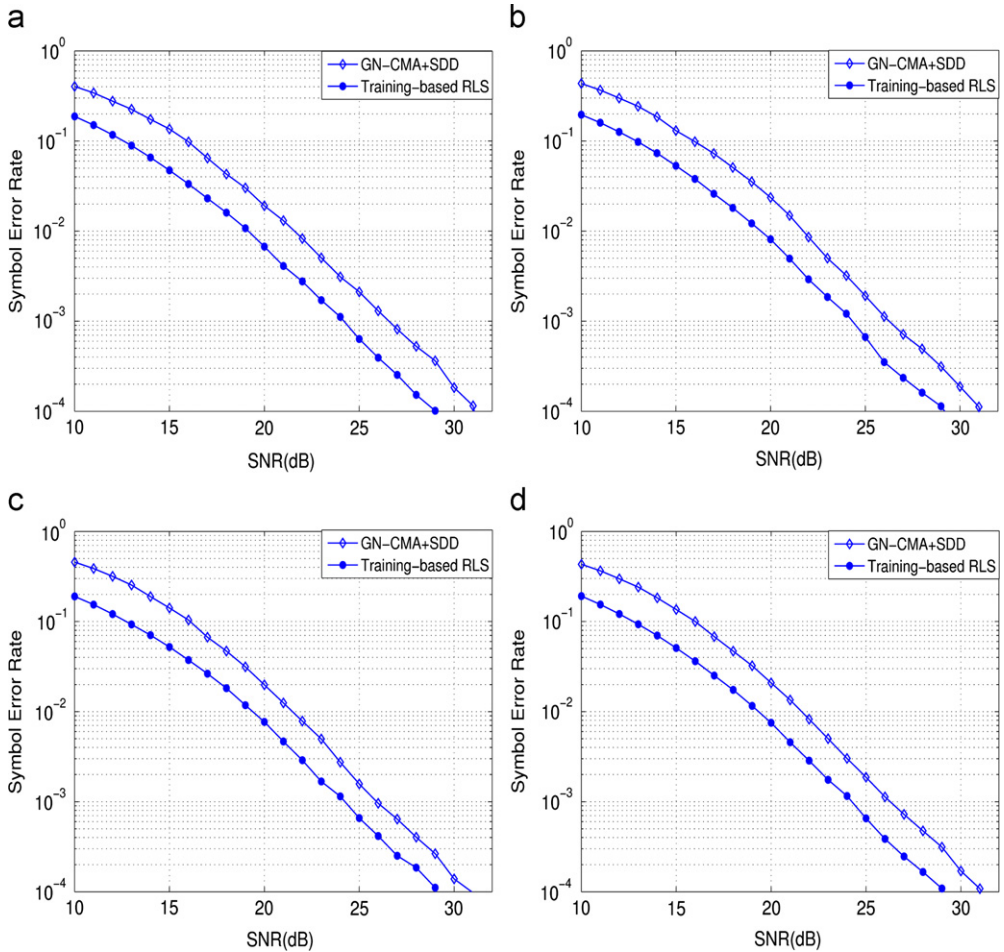 a
10^0
10^-1
10^-2
10^-3
10^-4
Symbol Error Rate
10 15 20 25 30
SNR(dB)
GN-CMA+SDD
Training-based RLS
b
10^0
10^-1
10^-2
10^-3
10^-4
Symbol Error Rate
10 15 20 25 30
SNR(dB)
GN-CMA+SDD
Training-based RLS
c
10^0
10^-1
10^-2
10^-3
10^-4
Symbol Error Rate
10 15 20 25 30
SNR(dB)
GN-CMA+SDD
Training-based RLS
d
10^0
10^-1
10^-2
10^-3
10^-4
Symbol Error Rate
10 15 20 25 30
SNR(dB)
GN-CMA+SDD
Training-based RLS